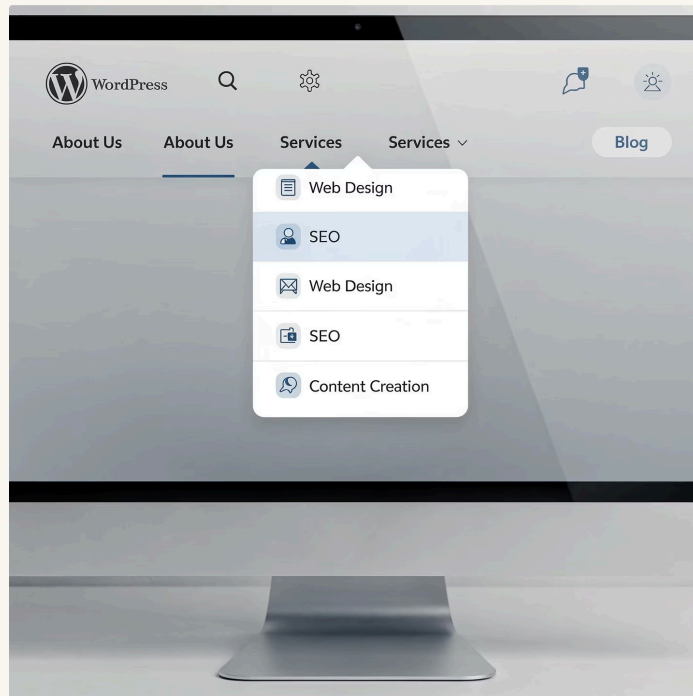 WordPress
About Us About Us Services Services Blog
Web Design
SEO
Web Design
SEO
Content Creation